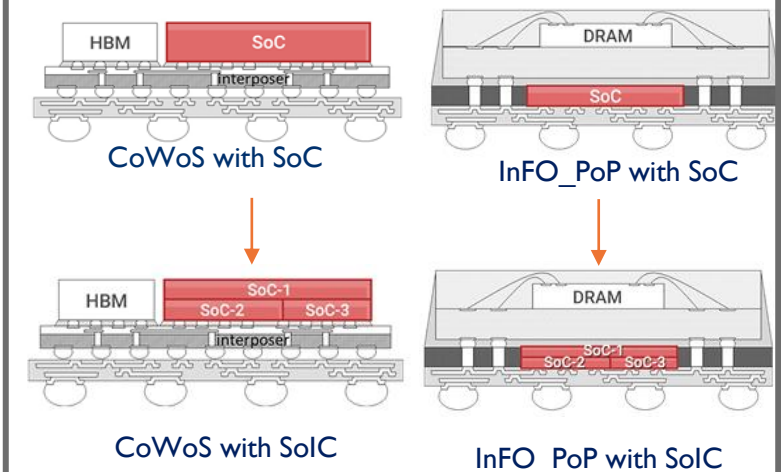 HBM
SoC
interposer
CoWoS with SoC
DRAM
SoC
InFO_PoP with SoC
HBM
SoC-1
SoC-2
SoC-3
interposer
CoWoS with SoIC
DRAM
SoC-1
SoC-2
SoC-3
InFO_PoP with SoIC